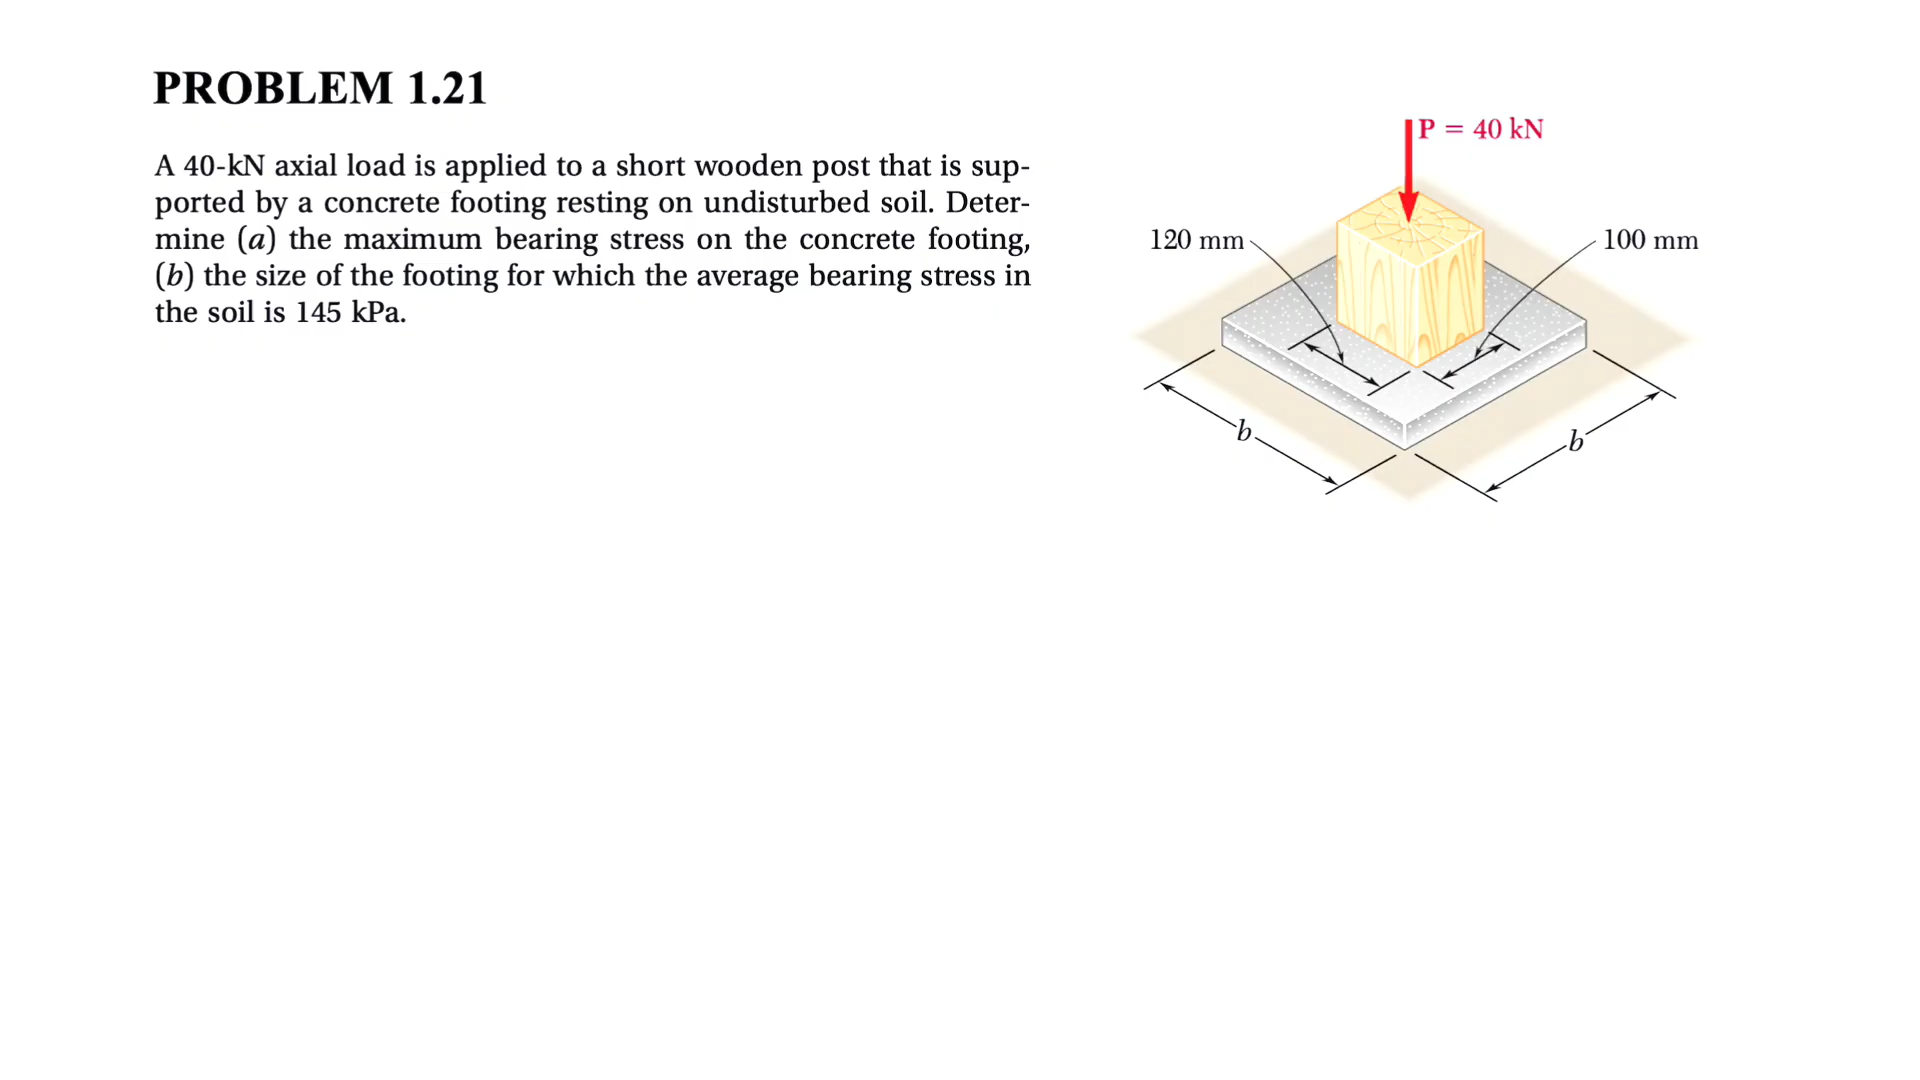 PROBLEM 1.21
A 40-kN axial load is applied to a short wooden post that is sup-
ported by a concrete footing resting on undisturbed soil. Deter-
mine (a) the maximum bearing stress on the concrete footing,
(b) the size of the footing for which the average bearing stress in
the soil is 145 kPa.
P = 40 kN
120 mm
100 mm
b
b